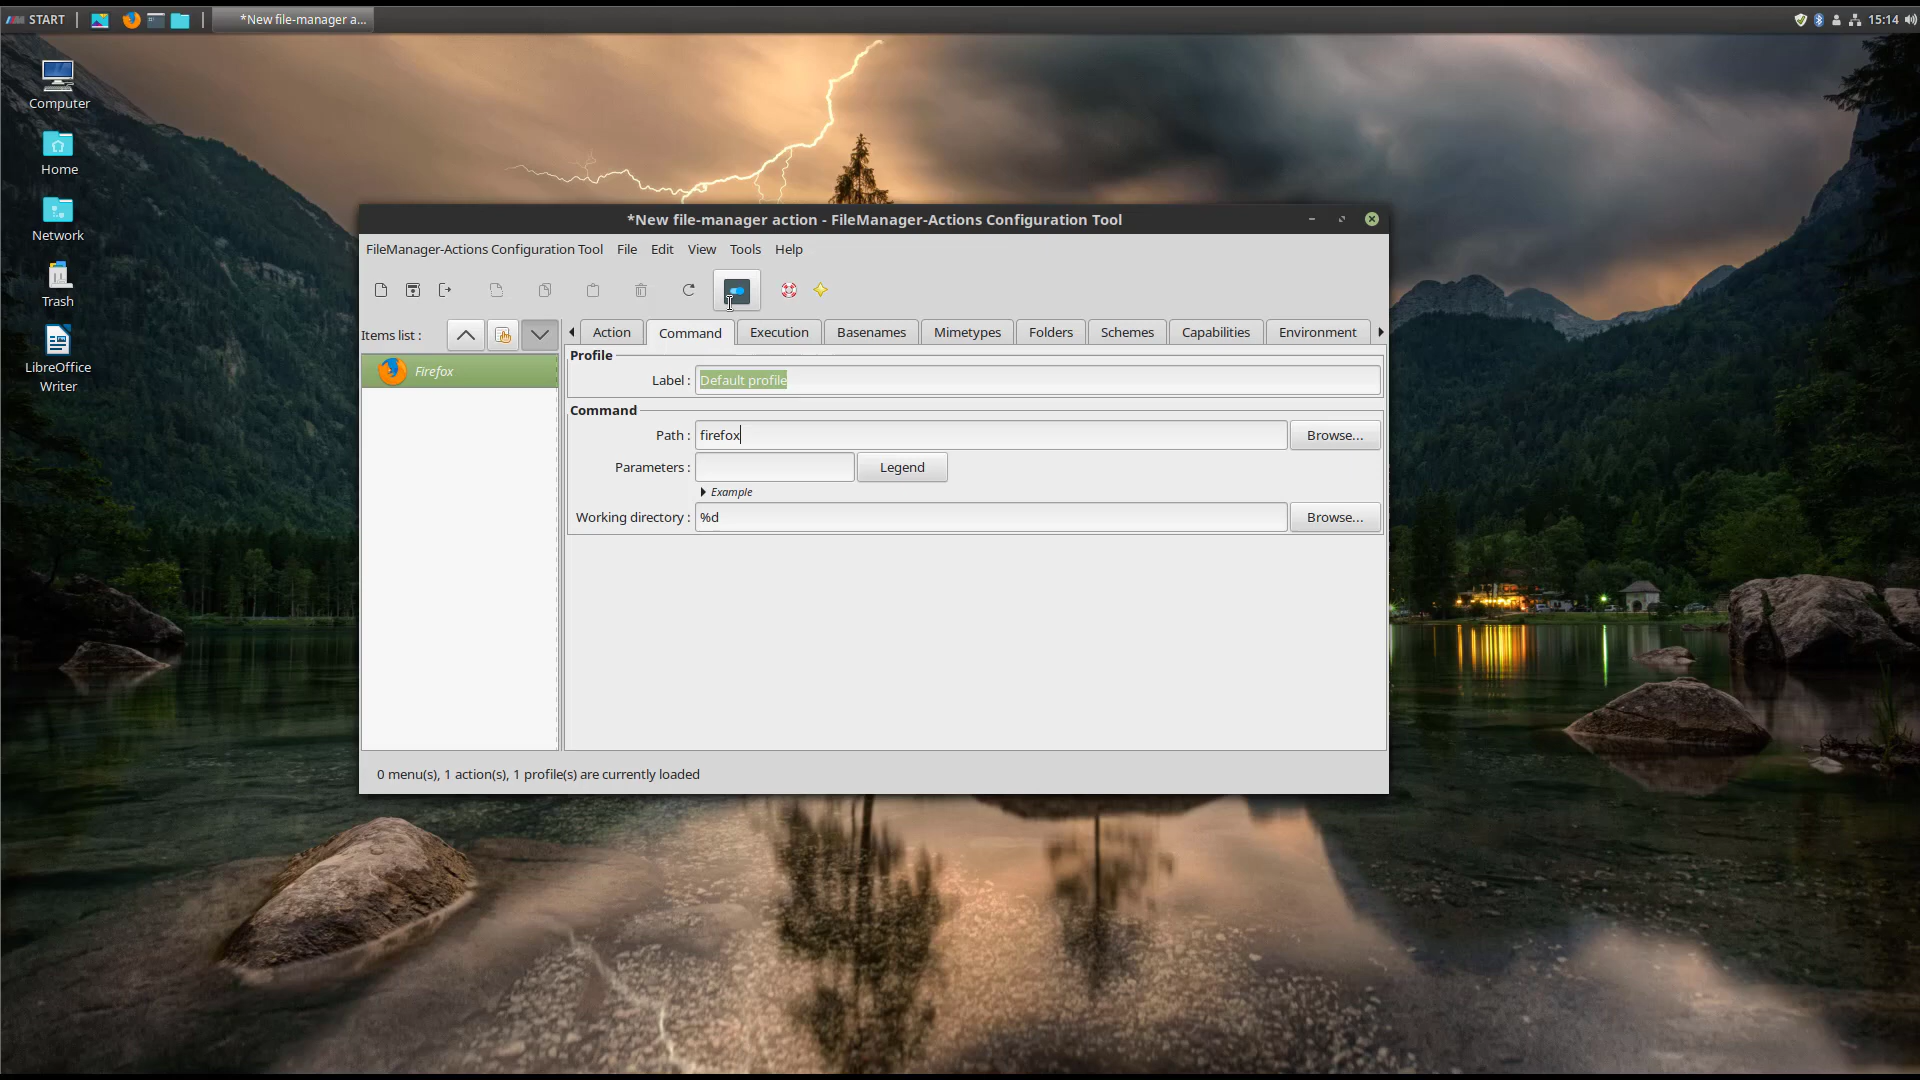 START
*New file-manager a...
15:14
Computer
Home
Network
Trash
LibreOffice
Writer
*New file-manager action - FileManager-Actions Configuration Tool
FileManager-Actions Configuration Tool File Edit View Tools Help
Items list :
Firefox
Action Command Execution Basenames Mimetypes Folders Schemes Capabilities Environment
Profile
Label : Default profile
Command
Path : firefox Browse...
Parameters : Legend
Example
Working directory : %d Browse...
0 menu(s), 1 action(s), 1 profile(s) are currently loaded